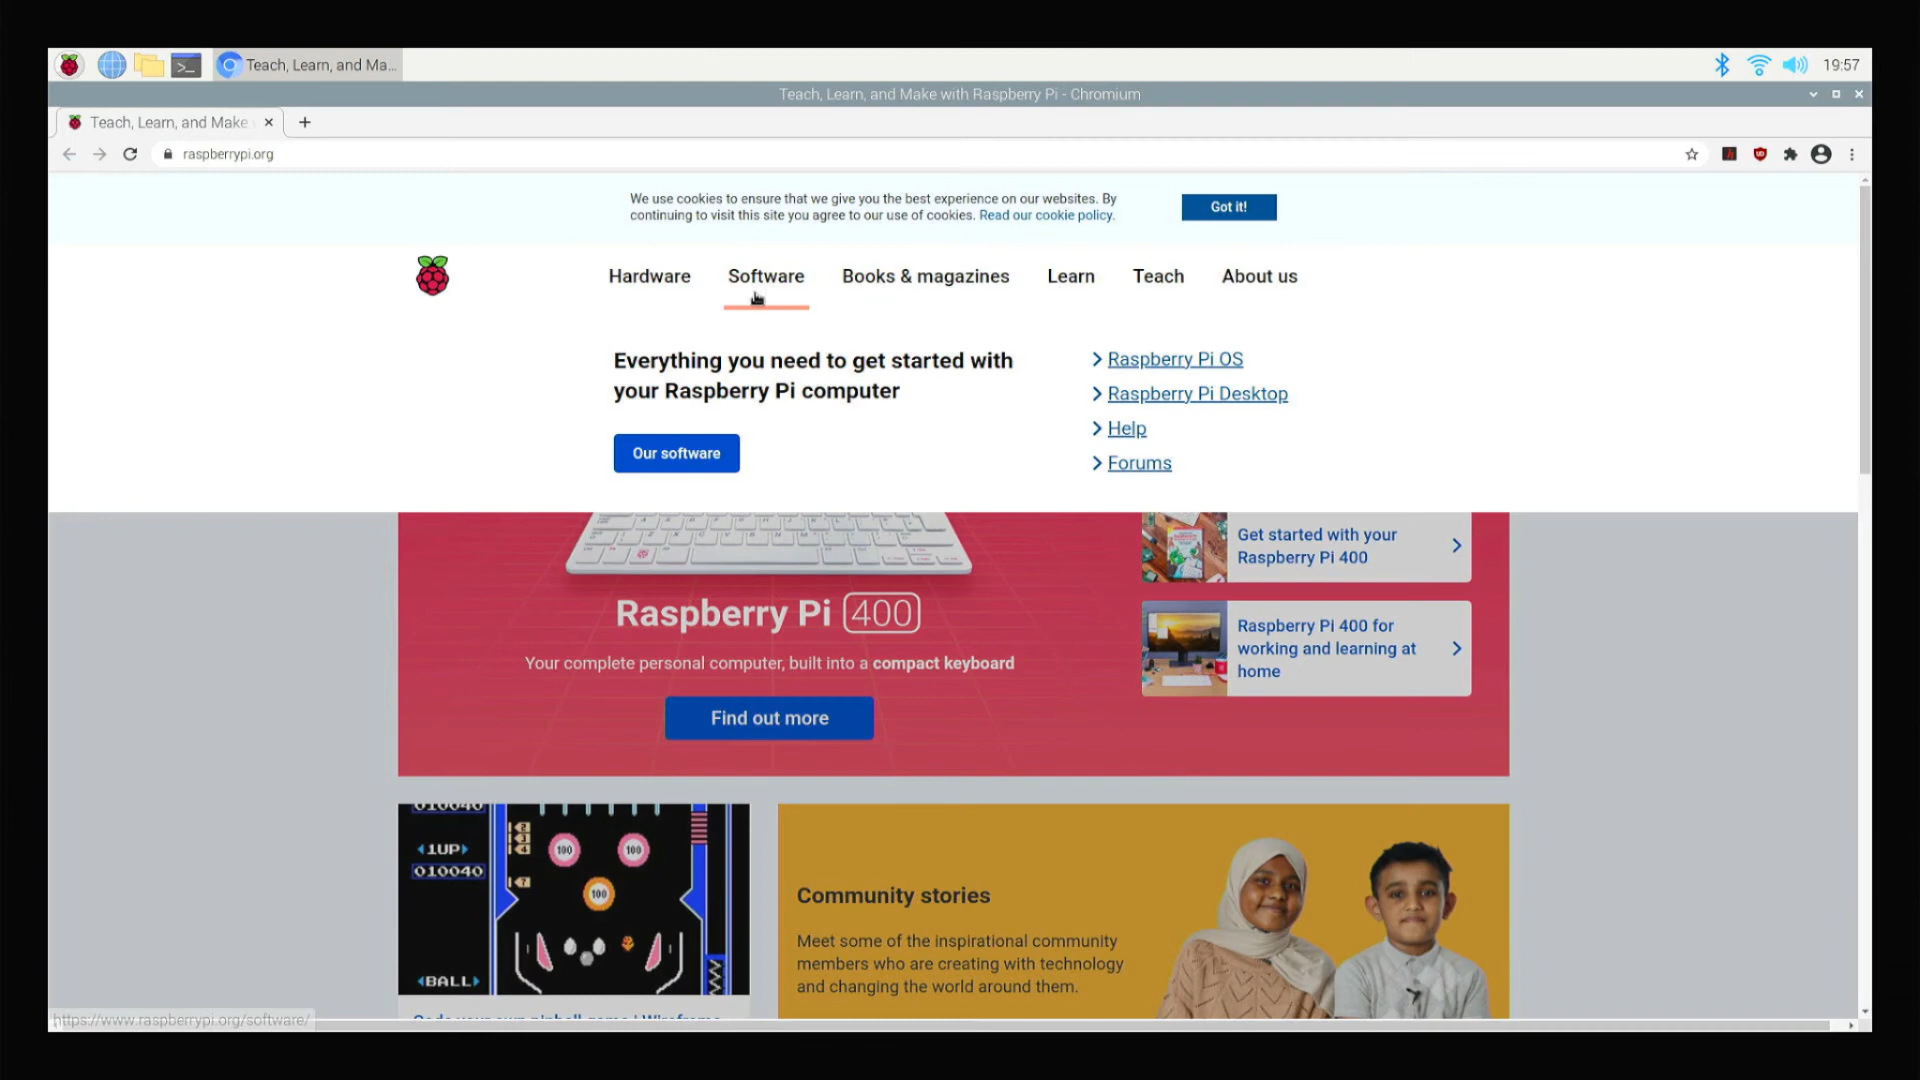 Teach, Learn, and Ma...
19:57
Teach, Learn, and Make with Raspberry Pi - Chromium
Teach, Learn, and Make
raspberrypi.org
We use cookies to ensure that we give you the best experience on our websites. By
continuing to visit this site you agree to our use of cookies. Read our cookie policy.
Got it!
Hardware
Software
Books & magazines
Learn
Teach
About us
Everything you need to get started with
your Raspberry Pi computer
Our software
Raspberry Pi OS
Raspberry Pi Desktop
Help
Forums
Get started with your
Raspberry Pi 400
Raspberry Pi 400
Your complete personal computer, built into a compact keyboard
Find out more
Raspberry Pi 400 for
working and learning at
home
010040
1UP
010040
100
100
100
BALL
Community stories
Meet some of the inspirational community
members who are creating with technology
and changing the world around them.
Code your own pinball game | Wireframe
https://www.raspberrypi.org/software/